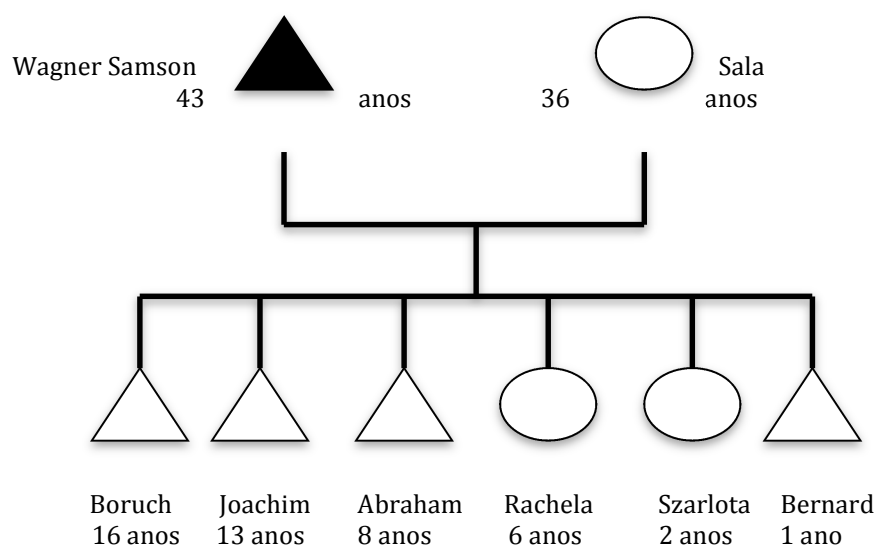 Wagner Samson
43 anos
Sala
36 anos
Boruch
16 anos
Joachim
13 anos
Abraham
8 anos
Rachela
6 anos
Szarlota
2 anos
Bernard
1 ano